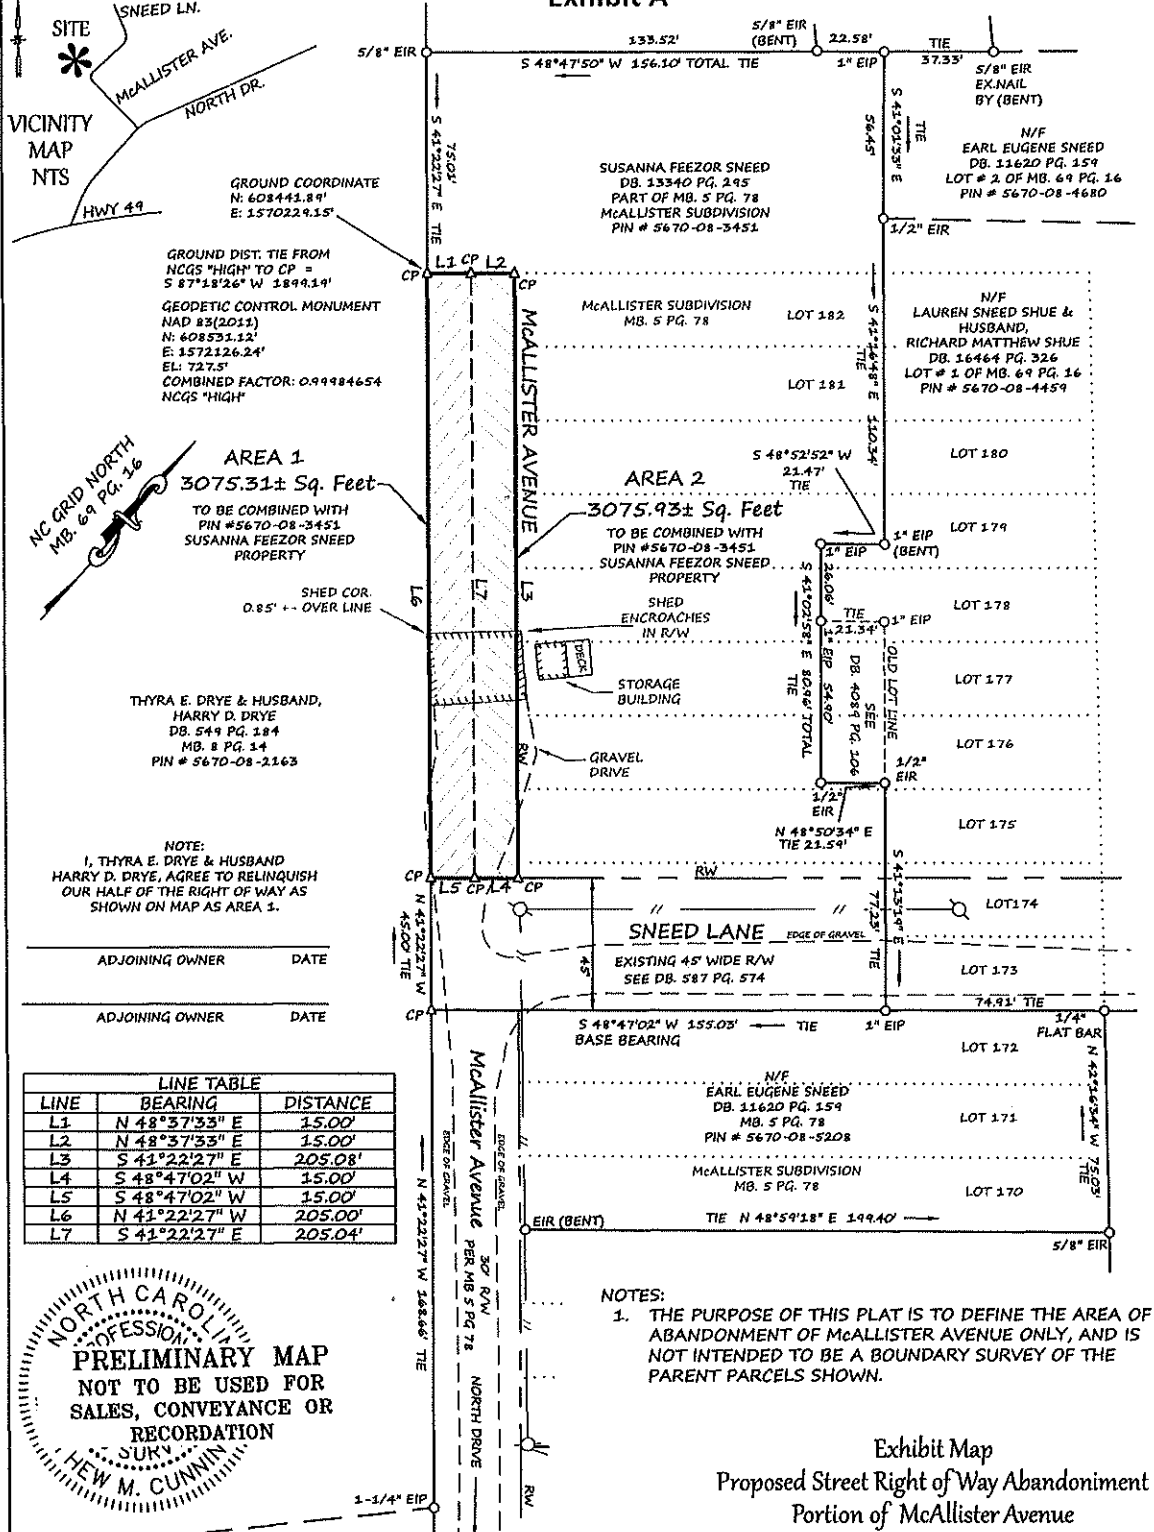 Exhibit A
SNEED LN.
SITE
McALLISTER AVE.
NORTH DR.
VICINITY
MAP
NTS
HWY 49
5/8" EIR
133.52'
5/8" EIR
(BENT)
22.58'
TIE
37.33'
S 48°47'50" W 156.10' TOTAL TIE
1" EIP
5/8" EIR
EX.NAIL
BY (BENT)
S 41°22'27" E TIE
75.01'
S 41°01'33" E
TIE
56.45'
N/F
EARL EUGENE SNEED
DB. 11620 PG. 159
LOT # 2 OF MB. 69 PG. 16
PIN # 5670-08-4680
SUSANNA FEEZOR SNEED
DB. 13340 PG. 295
PART OF MB. 5 PG. 78
McALLISTER SUBDIVISION
PIN # 5670-08-3451
GROUND COORDINATE
N: 608441.89'
E: 1570229.15'
1/2" EIR
GROUND DIST. TIE FROM
NCGS "HIGH" TO CP =
S 87°18'26" W 1899.19'
GEODETIC CONTROL MONUMENT
NAD 83(2011)
N: 608531.12'
E: 1572126.24'
EL: 727.5'
COMBINED FACTOR: 0.99984654
NCGS "HIGH"
CP
L1
CP
L2
CP
McALLISTER AVENUE
McALLISTER SUBDIVISION
MB. 5 PG. 78
LOT 182
LOT 181
S 41°16'48" E 110.34'
TIE
N/F
LAUREN SNEED SHUE &
HUSBAND,
RICHARD MATTHEW SHUE
DB. 16464 PG. 326
LOT # 1 OF MB. 69 PG. 16
PIN # 5670-08-4459
NC GRID NORTH
MB. 69 PG. 16
AREA 1
3075.31± Sq. Feet
TO BE COMBINED WITH
PIN #5670-08-3451
SUSANNA FEEZOR SNEED
PROPERTY
S 48°52'52" W
21.47'
TIE
LOT 180
AREA 2
3075.93± Sq. Feet
TO BE COMBINED WITH
PIN #5670-08-3451
SUSANNA FEEZOR SNEED
PROPERTY
LOT 179
1" EIP
1" EIP
(BENT)
SHED COR.
0.85' +- OVER LINE
L6
L7
L3
SHED
ENCROACHES
IN R/W
26.06'
S 41°02'58" E 80.96' TOTAL
TIE
TIE
21.34'
1" EIP
LOT 178
1" EIP 54.90'
DB. 4089 PG. 106
SEE
OLD LOT LINE
DECK
STORAGE
BUILDING
LOT 177
THYRA E. DRYE & HUSBAND,
HARRY D. DRYE
DB. 549 PG. 184
MB. 8 PG. 14
PIN # 5670-08-2163
RW
GRAVEL
DRIVE
LOT 176
1/2"
EIR
1/2"
EIR
N 48°50'34" E
TIE 21.59'
LOT 175
NOTE:
I, THYRA E. DRYE & HUSBAND
HARRY D. DRYE, AGREE TO RELINQUISH
OUR HALF OF THE RIGHT OF WAY AS
SHOWN ON MAP AS AREA 1.
CP
L5
CP
L4
CP
RW
S 41°13'19" E
77.23' TIE
LOT174
N 41°22'27" W
45.00' TIE
SNEED LANE
EDGE OF GRAVEL
EXISTING 45' WIDE R/W
SEE DB. 587 PG. 574
45'
LOT 173
ADJOINING OWNER DATE
ADJOINING OWNER DATE
CP
74.91' TIE
S 48°47'02" W 155.03' TIE
BASE BEARING
1" EIP
1/4"
FLAT BAR
LOT 172
N 42°16'34" W 75.03'
TIE
LINE TABLE
LINE BEARING DISTANCE
L1 N 48°37'33" E 15.00'
L2 N 48°37'33" E 15.00'
L3 S 41°22'27" E 205.08'
L4 S 48°47'02" W 15.00'
L5 S 48°47'02" W 15.00'
L6 N 41°22'27" W 205.00'
L7 S 41°22'27" E 205.04'
McAllister Avenue
30' R/W
PER MB 5 PG 78
EDGE OF GRAVEL
EDGE OF GRAVEL
N/F
EARL EUGENE SNEED
DB. 11620 PG. 159
MB. 5 PG. 78
PIN # 5670-08-5208
LOT 171
McALLISTER SUBDIVISION
MB. 5 PG. 78
LOT 170
N 41°22'27" W 168.66' TIE
EIR (BENT)
TIE N 48°59'18" E 199.40'
5/8" EIR
NORTH DRIVE
RW
1-1/4" EIP
NORTH CAROLIN
OFESSION
PRELIMINARY MAP
NOT TO BE USED FOR
SALES, CONVEYANCE OR
RECORDATION
SURV
HEW M. CUNNIN
NOTES:
1. THE PURPOSE OF THIS PLAT IS TO DEFINE THE AREA OF
ABANDONMENT OF McALLISTER AVENUE ONLY, AND IS
NOT INTENDED TO BE A BOUNDARY SURVEY OF THE
PARENT PARCELS SHOWN.
Exhibit Map
Proposed Street Right of Way Abandoniment
Portion of McAllister Avenue